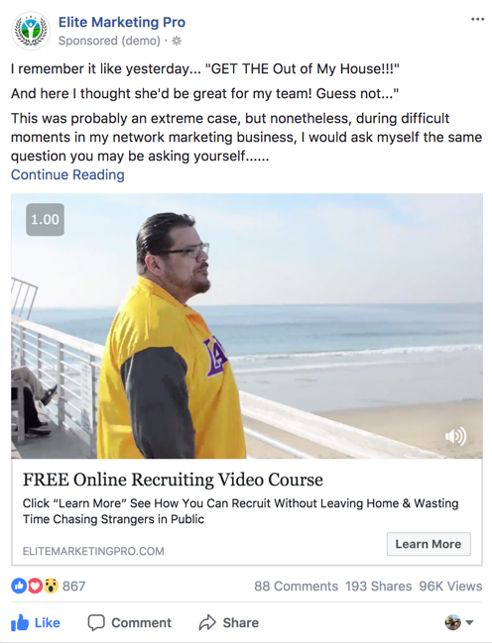 Elite Marketing Pro
Sponsored (demo) ·
I remember it like yesterday... "GET THE Out of My House!!!"
And here I thought she'd be great for my team! Guess not..."
This was probably an extreme case, but nonetheless, during difficult
moments in my network marketing business, I would ask myself the same
question you may be asking yourself......
Continue Reading
1.00
LA
FREE Online Recruiting Video Course
Click “Learn More” See How You Can Recruit Without Leaving Home & Wasting
Time Chasing Strangers in Public
ELITEMARKETINGPRO.COM
Learn More
867
88 Comments 193 Shares 96K Views
Like Comment Share